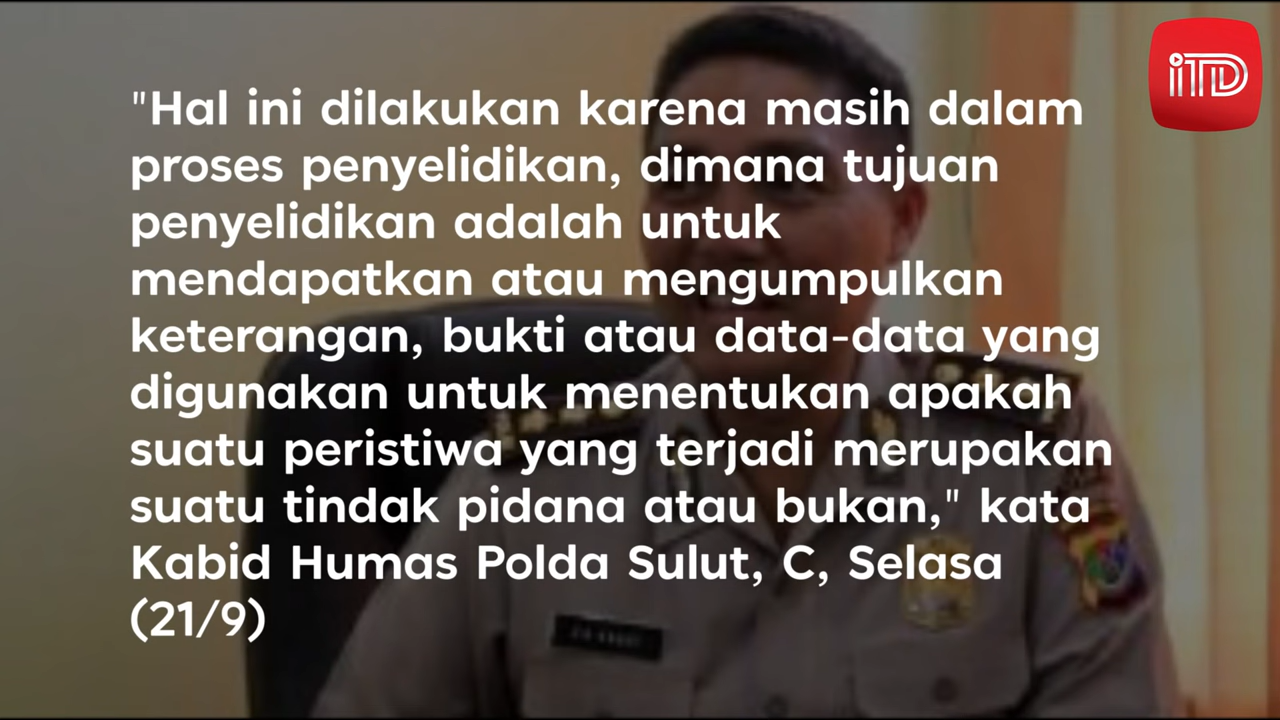 iTD
"Hal ini dilakukan karena masih dalam
proses penyelidikan, dimana tujuan
penyelidikan adalah untuk
mendapatkan atau mengumpulkan
keterangan, bukti atau data-data yang
digunakan untuk menentukan apakah
suatu peristiwa yang terjadi merupakan
suatu tindak pidana atau bukan," kata
Kabid Humas Polda Sulut, C, Selasa
(21/9)